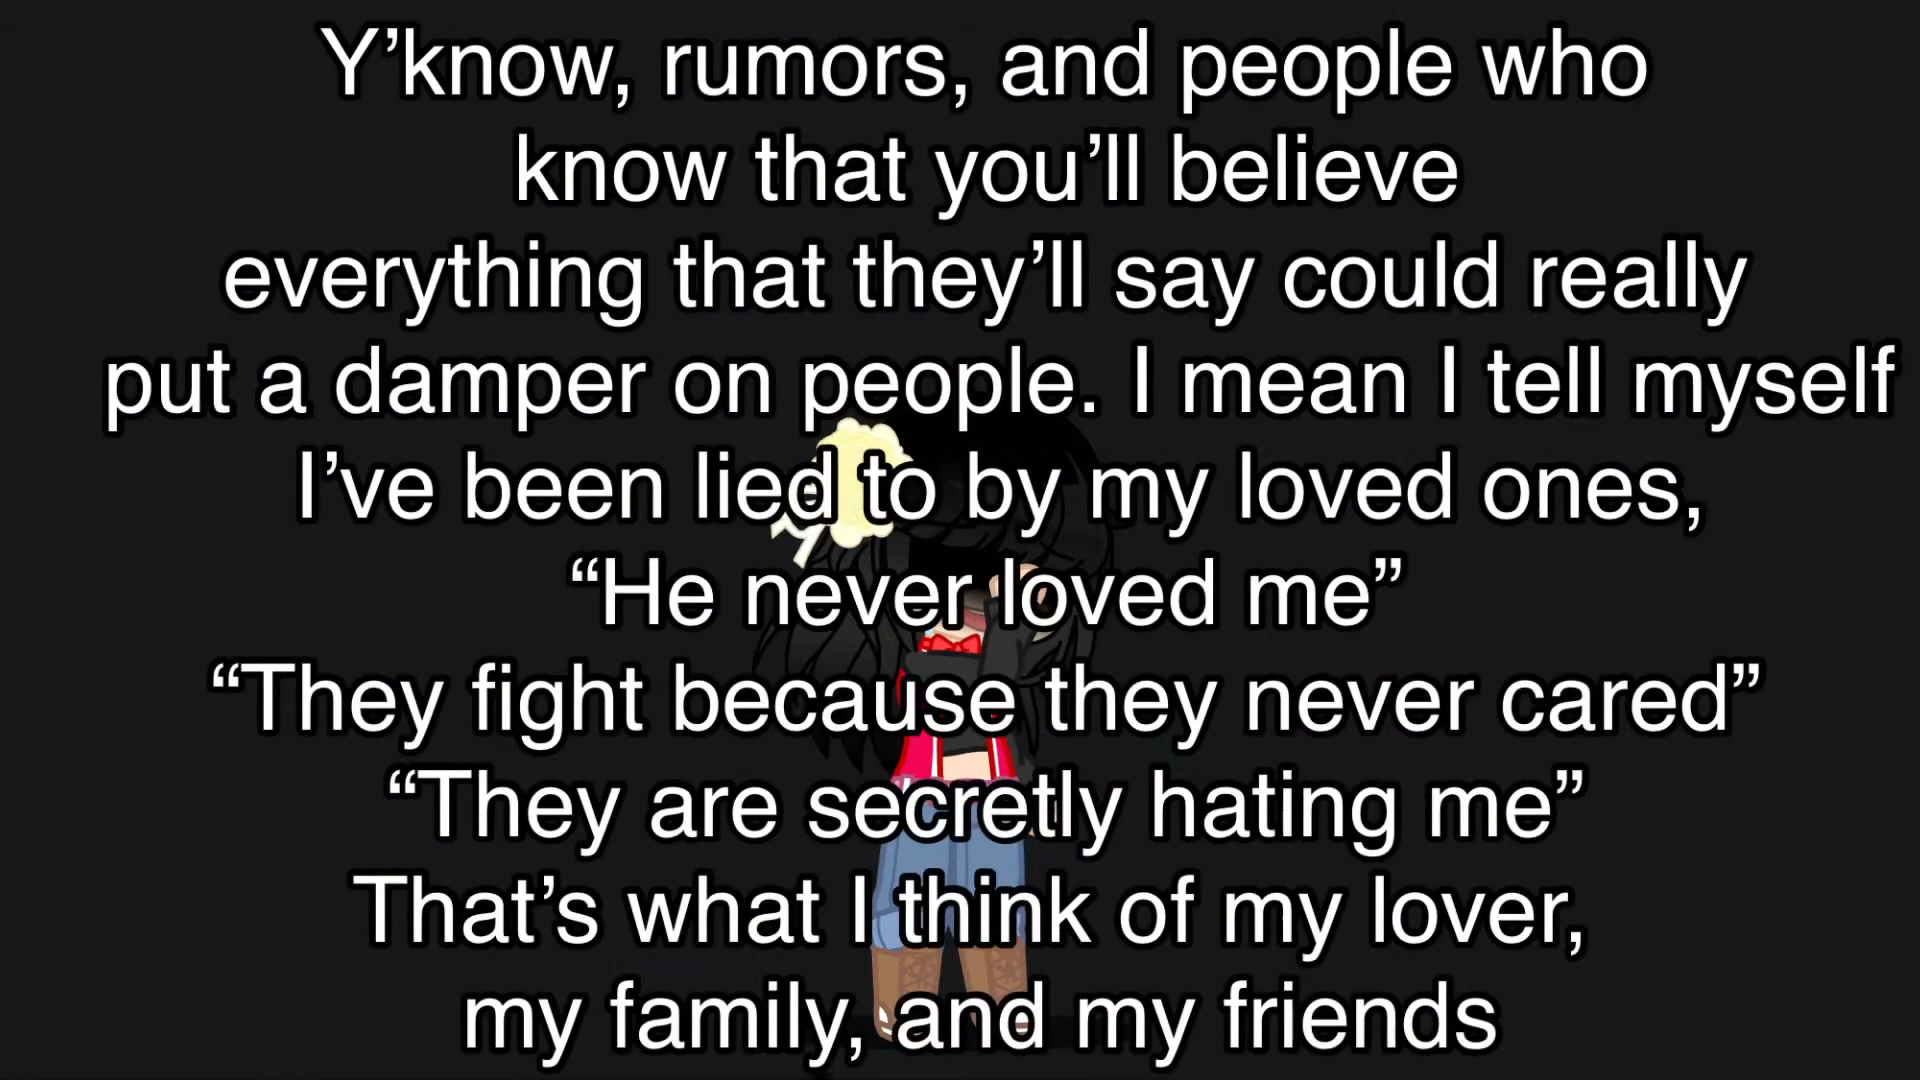 Y’know, rumors, and people who
know that you’ll believe
everything that they’ll say could really
put a damper on people. I mean I tell myself
I’ve been lied to by my loved ones,
“He never loved me”
“They fight because they never cared”
“They are secretly hating me”
That’s what I think of my lover,
my family, and my friends